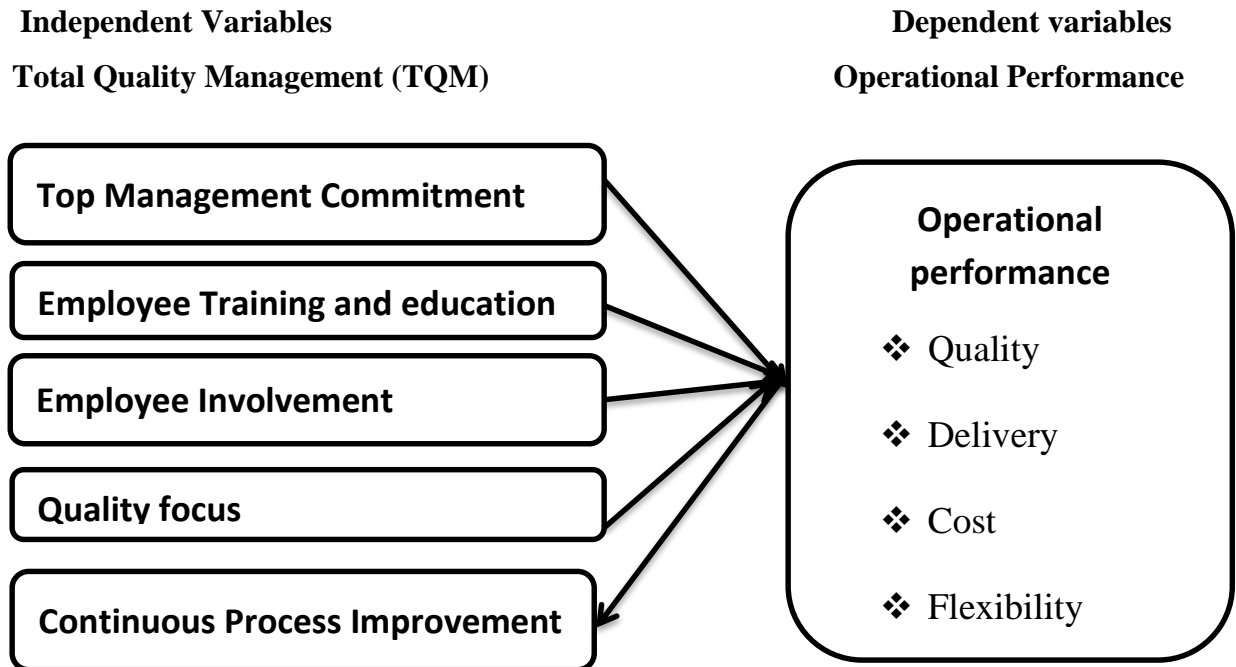 Independent Variables
Dependent variables
Total Quality Management (TQM)
Operational Performance
Top Management Commitment
Employee Training and education
Employee Involvement
Quality focus
Continuous Process Improvement
Operational
performance
❖ Quality
❖ Delivery
❖ Cost
❖ Flexibility